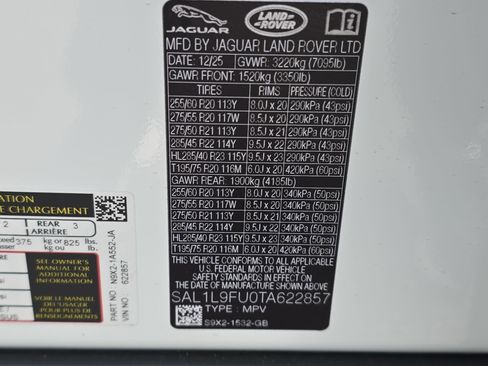 JAGUAR LAND ROVER
MFD BY JAGUAR LAND ROVER LTD
DATE: 12/25 GVWR: 3220kg (7095lb)
GAWR FRONT: 1520kg (3350lb)
TIRES RIMS PRESSURE (COLD)
255/60 R20 113Y 8.0J x 20 290kPa (43psi)
275/55 R20 117W 8.5J x 20 290kPa (43psi)
275/50 R21 113Y 8.5J x 21 290kPa (43psi)
285/45 R22 114Y 9.5J x 22 290kPa (43psi)
HL285/40 R23 115Y 9.5J x 23 290kPa (43psi)
T195/75 R20 116M 6.0J x 20 420kPa (60psi)
GAWR REAR: 1900kg (4185lb)
255/60 R20 113Y 8.0J x 20 340kPa (50psi)
275/55 R20 117W 8.5J x 20 340kPa (50psi)
275/50 R21 113Y 8.5J x 21 340kPa (50psi)
285/45 R22 114Y 9.5J x 22 340kPa (50psi)
HL285/40 R23 115Y 9.5J x 23 340kPa (50psi)
T195/75 R20 116M 6.0J x 20 420kPa (60psi)
THIS VEHICLE CONFORMS TO ALL
APPLICABLE U.S. FEDERAL MOTOR
VEHICLE SAFETY STANDARDS IN EFFECT ON
THE DATE OF MANUFACTURE SHOWN ABOVE
SAL1L9FU0TA622857
TYPE: MPV
S9X2-1532-GB
CHARGEMENT
2 REAR 3
ARRIÈRE
375 kg or 825 lbs.
kg ou lb.
SEE OWNER'S
MANUAL FOR
ADDITIONAL
INFORMATION
VOIR LE MANUEL
DE L'USAGER
POUR PLUS DE
RENSEIGNEMENTS
PART NO N9X2-1A552-JA
VIN NO 622857